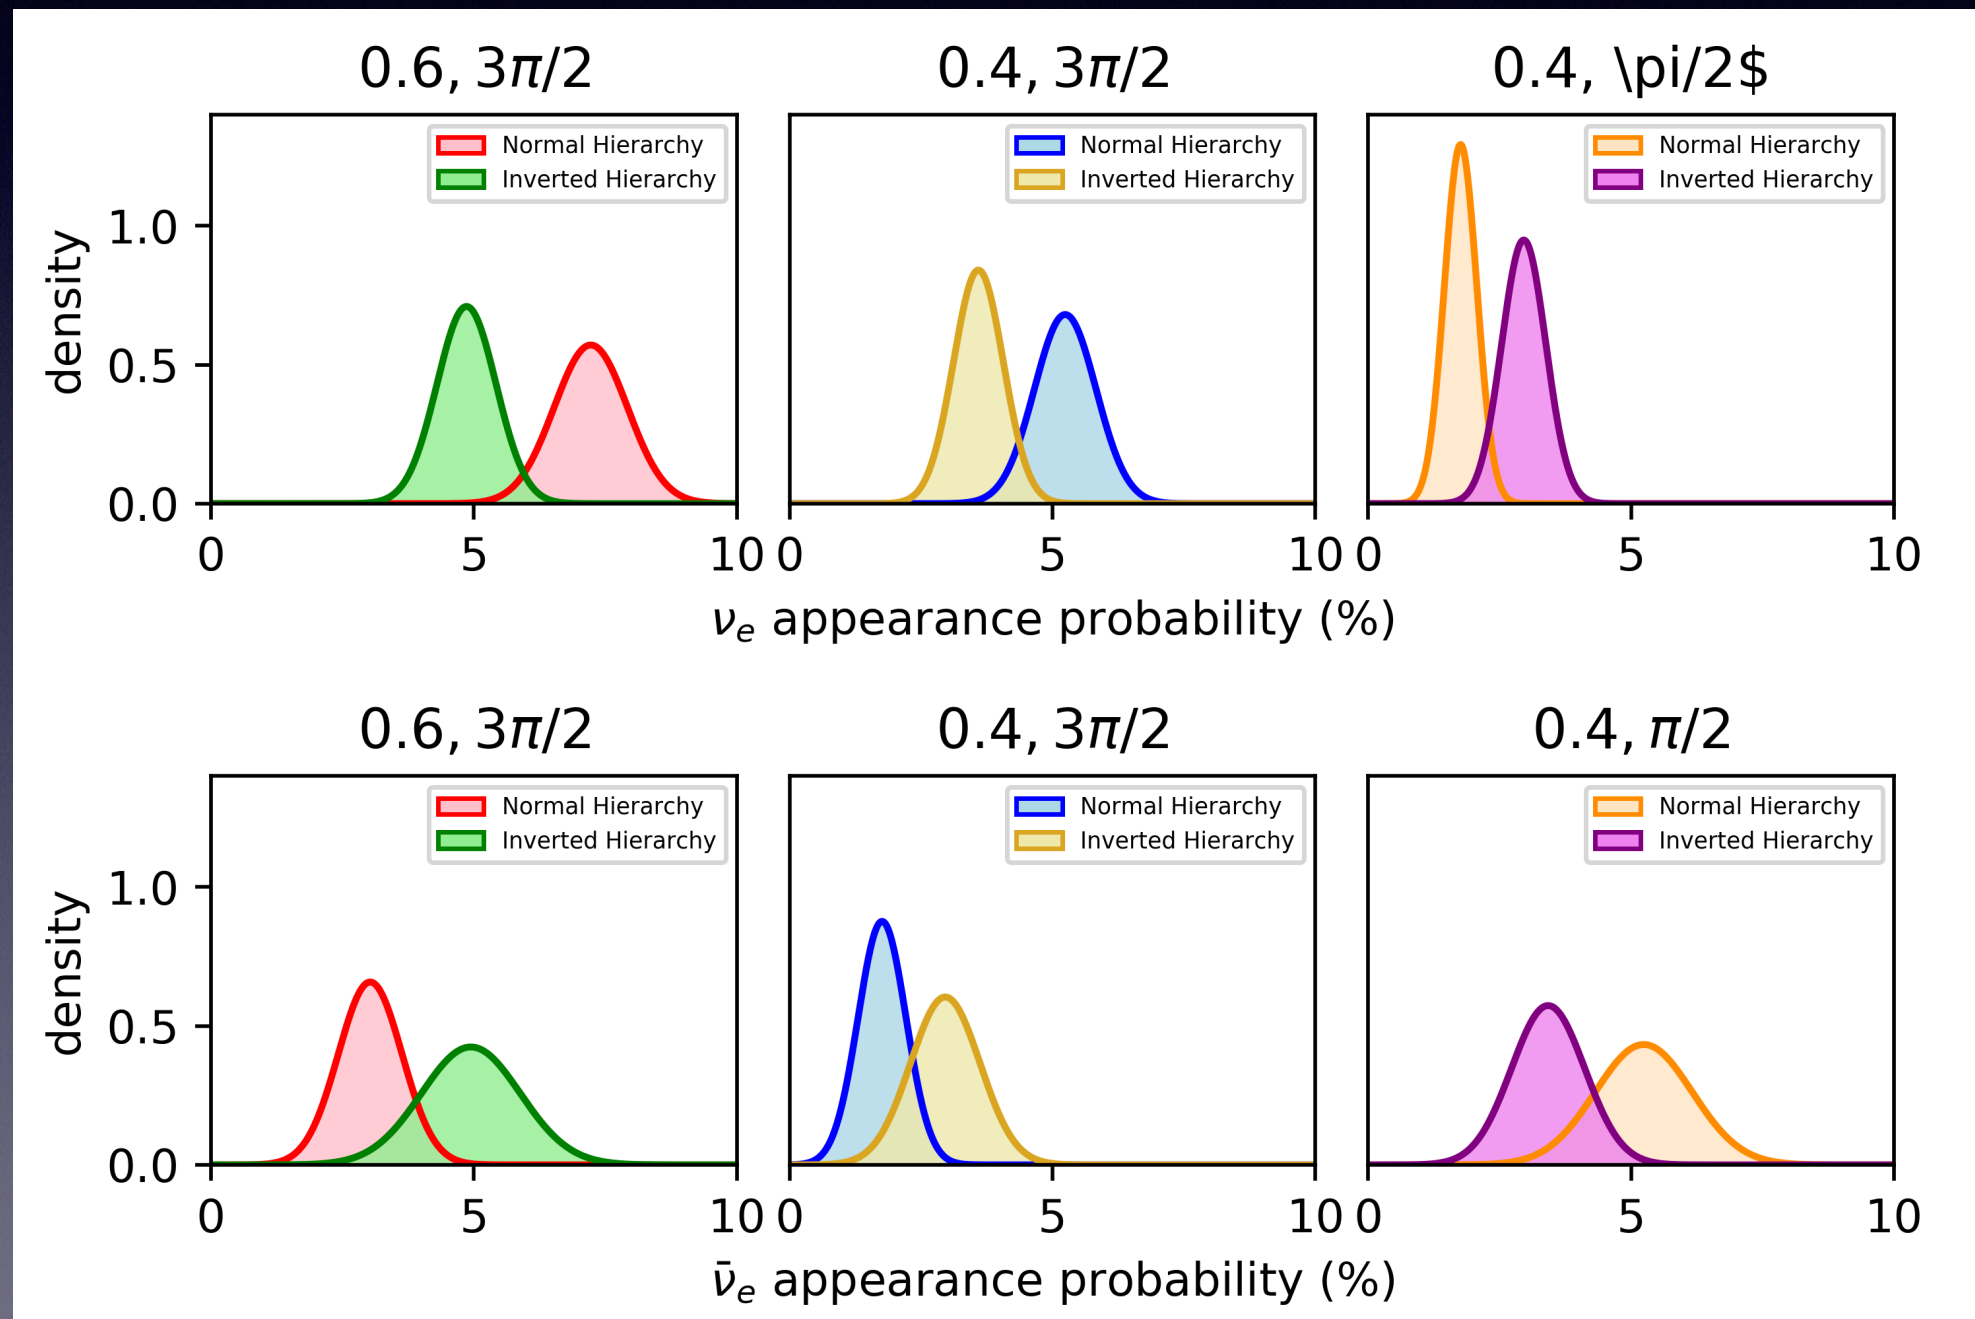 0.6, 3π/2
0.4, 3π/2
0.4, \pi/2$
Normal Hierarchy
Inverted Hierarchy
Normal Hierarchy
Inverted Hierarchy
Normal Hierarchy
Inverted Hierarchy
density
1.0
0.5
0.0
0 5 10
0 5 10
0 5 10
νₑ appearance probability (%)
0.6, 3π/2
0.4, 3π/2
0.4, π/2
Normal Hierarchy
Inverted Hierarchy
Normal Hierarchy
Inverted Hierarchy
Normal Hierarchy
Inverted Hierarchy
density
1.0
0.5
0.0
0 5 10
0 5 10
0 5 10
ν̄ₑ appearance probability (%)